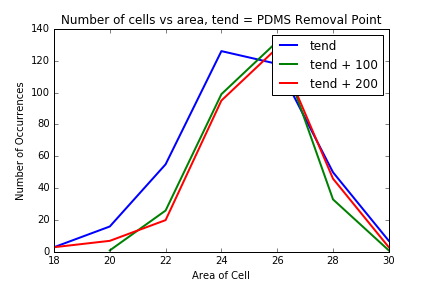 Number of cells vs area, tend = PDMS Removal Point
140
120
100
80
60
40
20
0
Number of Occurrences
tend
tend + 100
tend + 200
18 20 22 24 26 28 30
Area of Cell